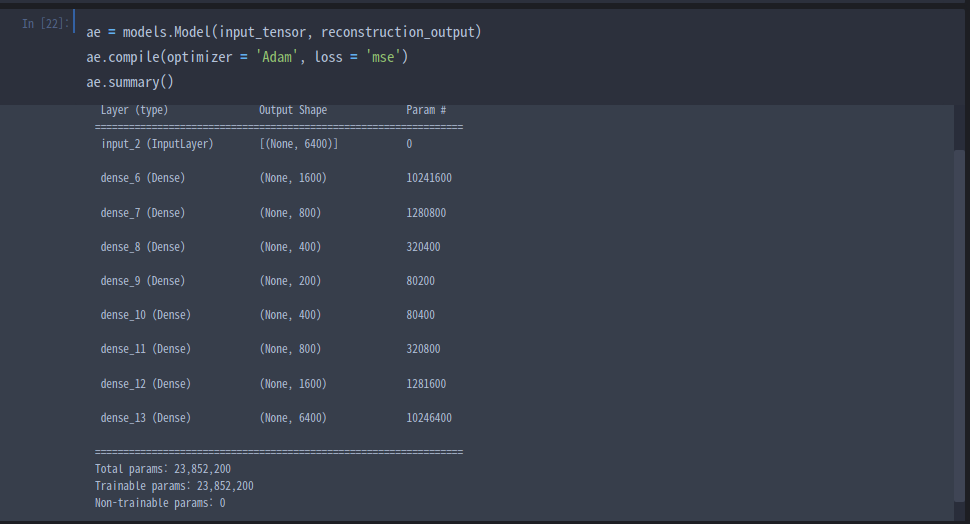 In [22]:
ae = models.Model(input_tensor, reconstruction_output)
ae.compile(optimizer = 'Adam', loss = 'mse')
ae.summary()
Layer (type) Output Shape Param #
=================================================================
input_2 (InputLayer) [(None, 6400)] 0
dense_6 (Dense) (None, 1600) 10241600
dense_7 (Dense) (None, 800) 1280800
dense_8 (Dense) (None, 400) 320400
dense_9 (Dense) (None, 200) 80200
dense_10 (Dense) (None, 400) 80400
dense_11 (Dense) (None, 800) 320800
dense_12 (Dense) (None, 1600) 1281600
dense_13 (Dense) (None, 6400) 10246400
=================================================================
Total params: 23,852,200
Trainable params: 23,852,200
Non-trainable params: 0